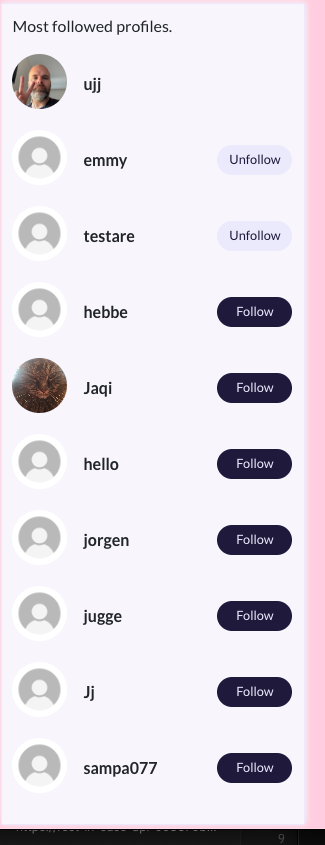 Most followed profiles.
ujj
emmy Unfollow
testare Unfollow
hebbe Follow
Jaqi Follow
hello Follow
jorgen Follow
jugge Follow
Jj Follow
sampa077 Follow
9